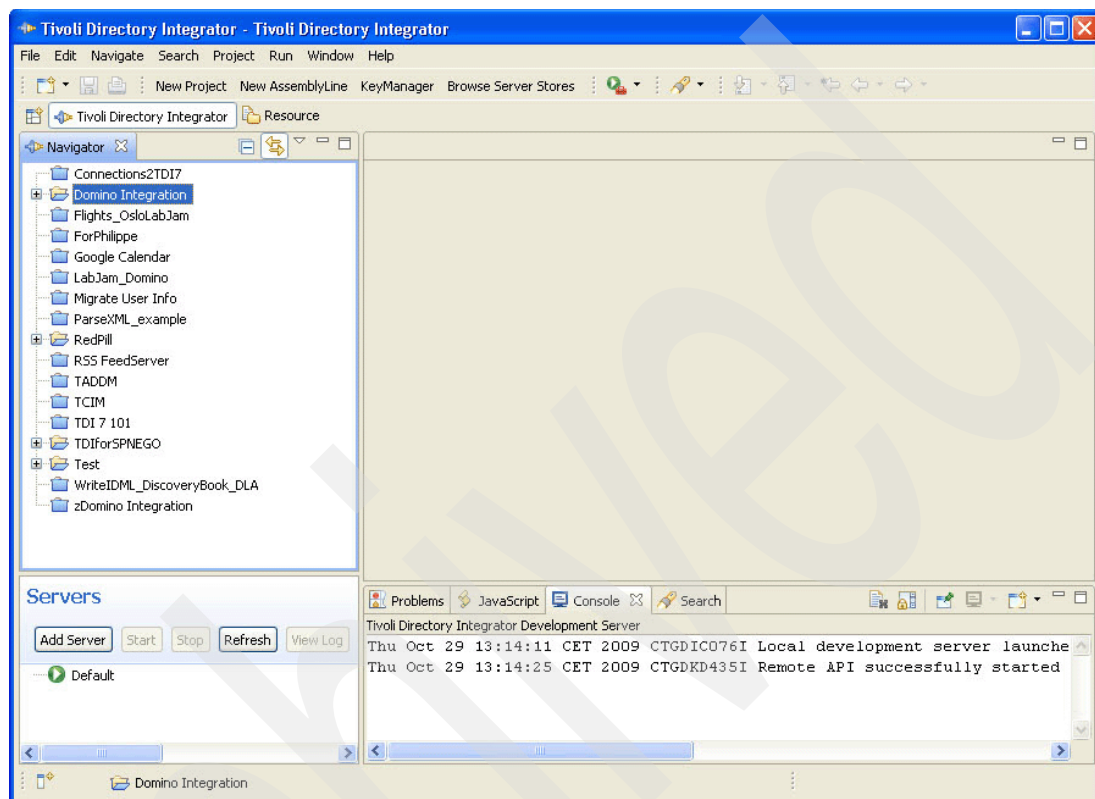 Tivoli Directory Integrator - Tivoli Directory Integrator
File Edit Navigate Search Project Run Window Help
New Project New AssemblyLine KeyManager Browse Server Stores
Tivoli Directory Integrator Resource
Navigator
Connections2TDI7
Domino Integration
Flights_OsloLabJam
ForPhilippe
Google Calendar
LabJam_Domino
Migrate User Info
ParseXML_example
RedPill
RSS FeedServer
TADDM
TCIM
TDI 7 101
TDIforSPNEGO
Test
WriteIDML_DiscoveryBook_DLA
zDomino Integration
Servers
Add Server Start Stop Refresh View Log
Default
Problems JavaScript Console Search
Tivoli Directory Integrator Development Server
Thu Oct 29 13:14:11 CET 2009 CTGDIC076I Local development server launche
Thu Oct 29 13:14:25 CET 2009 CTGDKD435I Remote API successfully started
Domino Integration